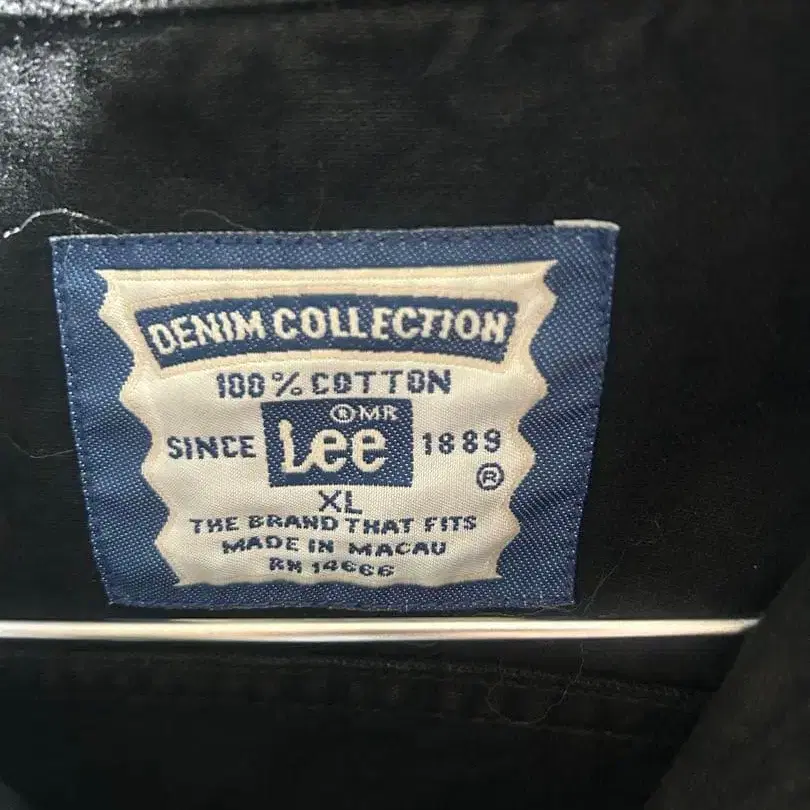 DENIM COLLECTION
100% COTTON
® MR
SINCE Lee 1889
®
XL
THE BRAND THAT FITS
MADE IN MACAU
RN 14666